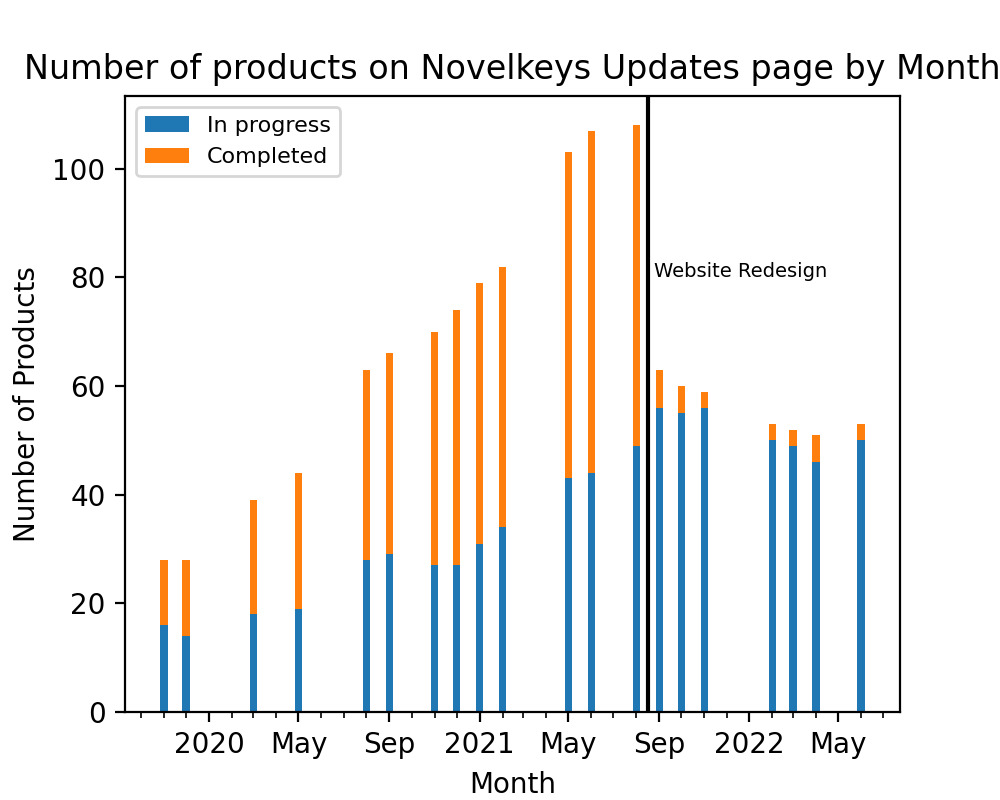 Number of products on Novelkeys Updates page by Month
In progress
Completed
100
80
60
40
20
0
Number of Products
Website Redesign
2020 May Sep 2021 May Sep 2022 May
Month